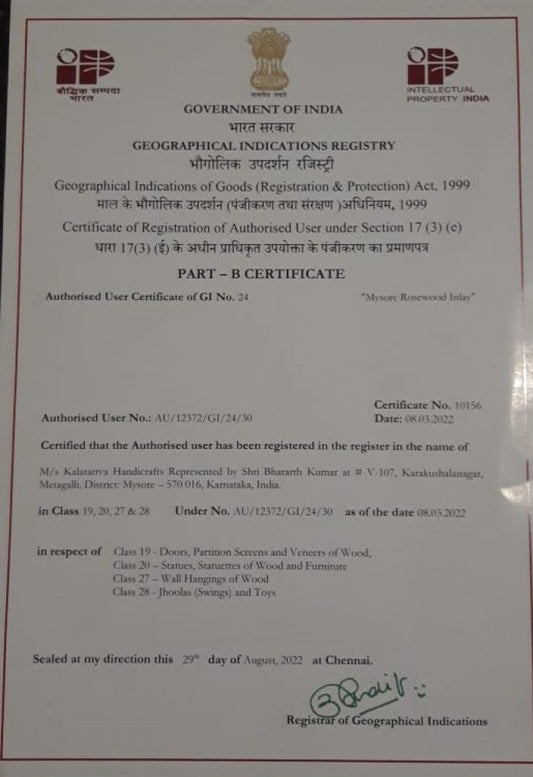 बौद्धिक सम्पदा
भारत
सत्यमेव जयते
INTELLECTUAL
PROPERTY INDIA
GOVERNMENT OF INDIA
भारत सरकार
GEOGRAPHICAL INDICATIONS REGISTRY
भौगोलिक उपदर्शन रजिस्ट्री
Geographical Indications of Goods (Registration & Protection) Act, 1999
माल के भौगोलिक उपदर्शन (पंजीकरण तथा संरक्षण )अधिनियम, 1999
Certificate of Registration of Authorised User under Section 17 (3) (e)
धारा 17(3) (ई) के अधीन प्राधिकृत उपयोक्ता के पंजीकरण का प्रमाणपत्र
PART – B CERTIFICATE
Authorised User Certificate of GI No. 24 "Mysore Rosewood Inlay"
Certificate No. 10156
Authorised User No.: AU/12372/GI/24/30 Date: 08.03.2022
Certified that the Authorised user has been registered in the register in the name of
M/s Kalatattva Handicrafts Represented by Shri Bhararth Kumar at # V-107, Karakushalanagar,
Metagalli, District: Mysore – 570 016, Karnataka, India.
in Class 19, 20, 27 & 28 Under No. AU/12372/GI/24/30 as of the date 08.03.2022
in respect of Class 19 - Doors, Partition Screens and Veneers of Wood,
Class 20 – Statues, Statuettes of Wood and Furniture
Class 27 – Wall Hangings of Wood
Class 28 - Jhoolas (Swings) and Toys
Sealed at my direction this 29th day of August, 2022 at Chennai.
Registrar of Geographical Indications